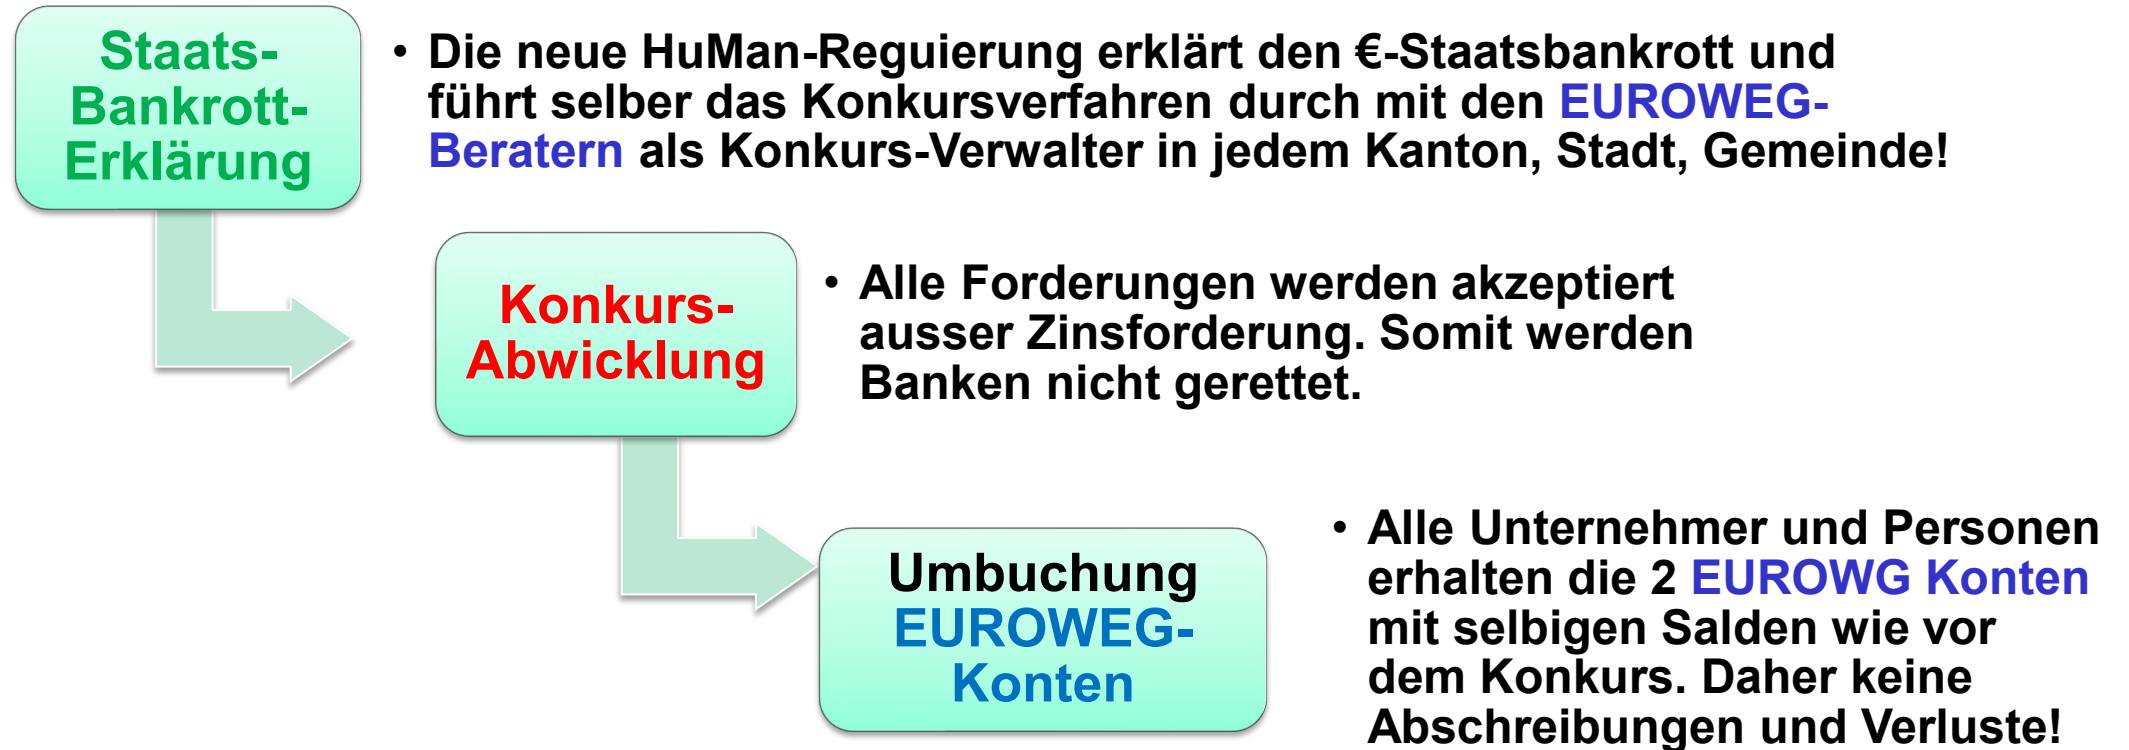 Staats-
Bankrott-
Erklärung
• Die neue HuMan-Reguierung erklärt den €-Staatsbankrott und
führt selber das Konkursverfahren durch mit den EUROWEG-
Beratern als Konkurs-Verwalter in jedem Kanton, Stadt, Gemeinde!
Konkurs-
Abwicklung
• Alle Forderungen werden akzeptiert
ausser Zinsforderung. Somit werden
Banken nicht gerettet.
Umbuchung
EUROWEG-
Konten
• Alle Unternehmer und Personen
erhalten die 2 EUROWG Konten
mit selbigen Salden wie vor
dem Konkurs. Daher keine
Abschreibungen und Verluste!